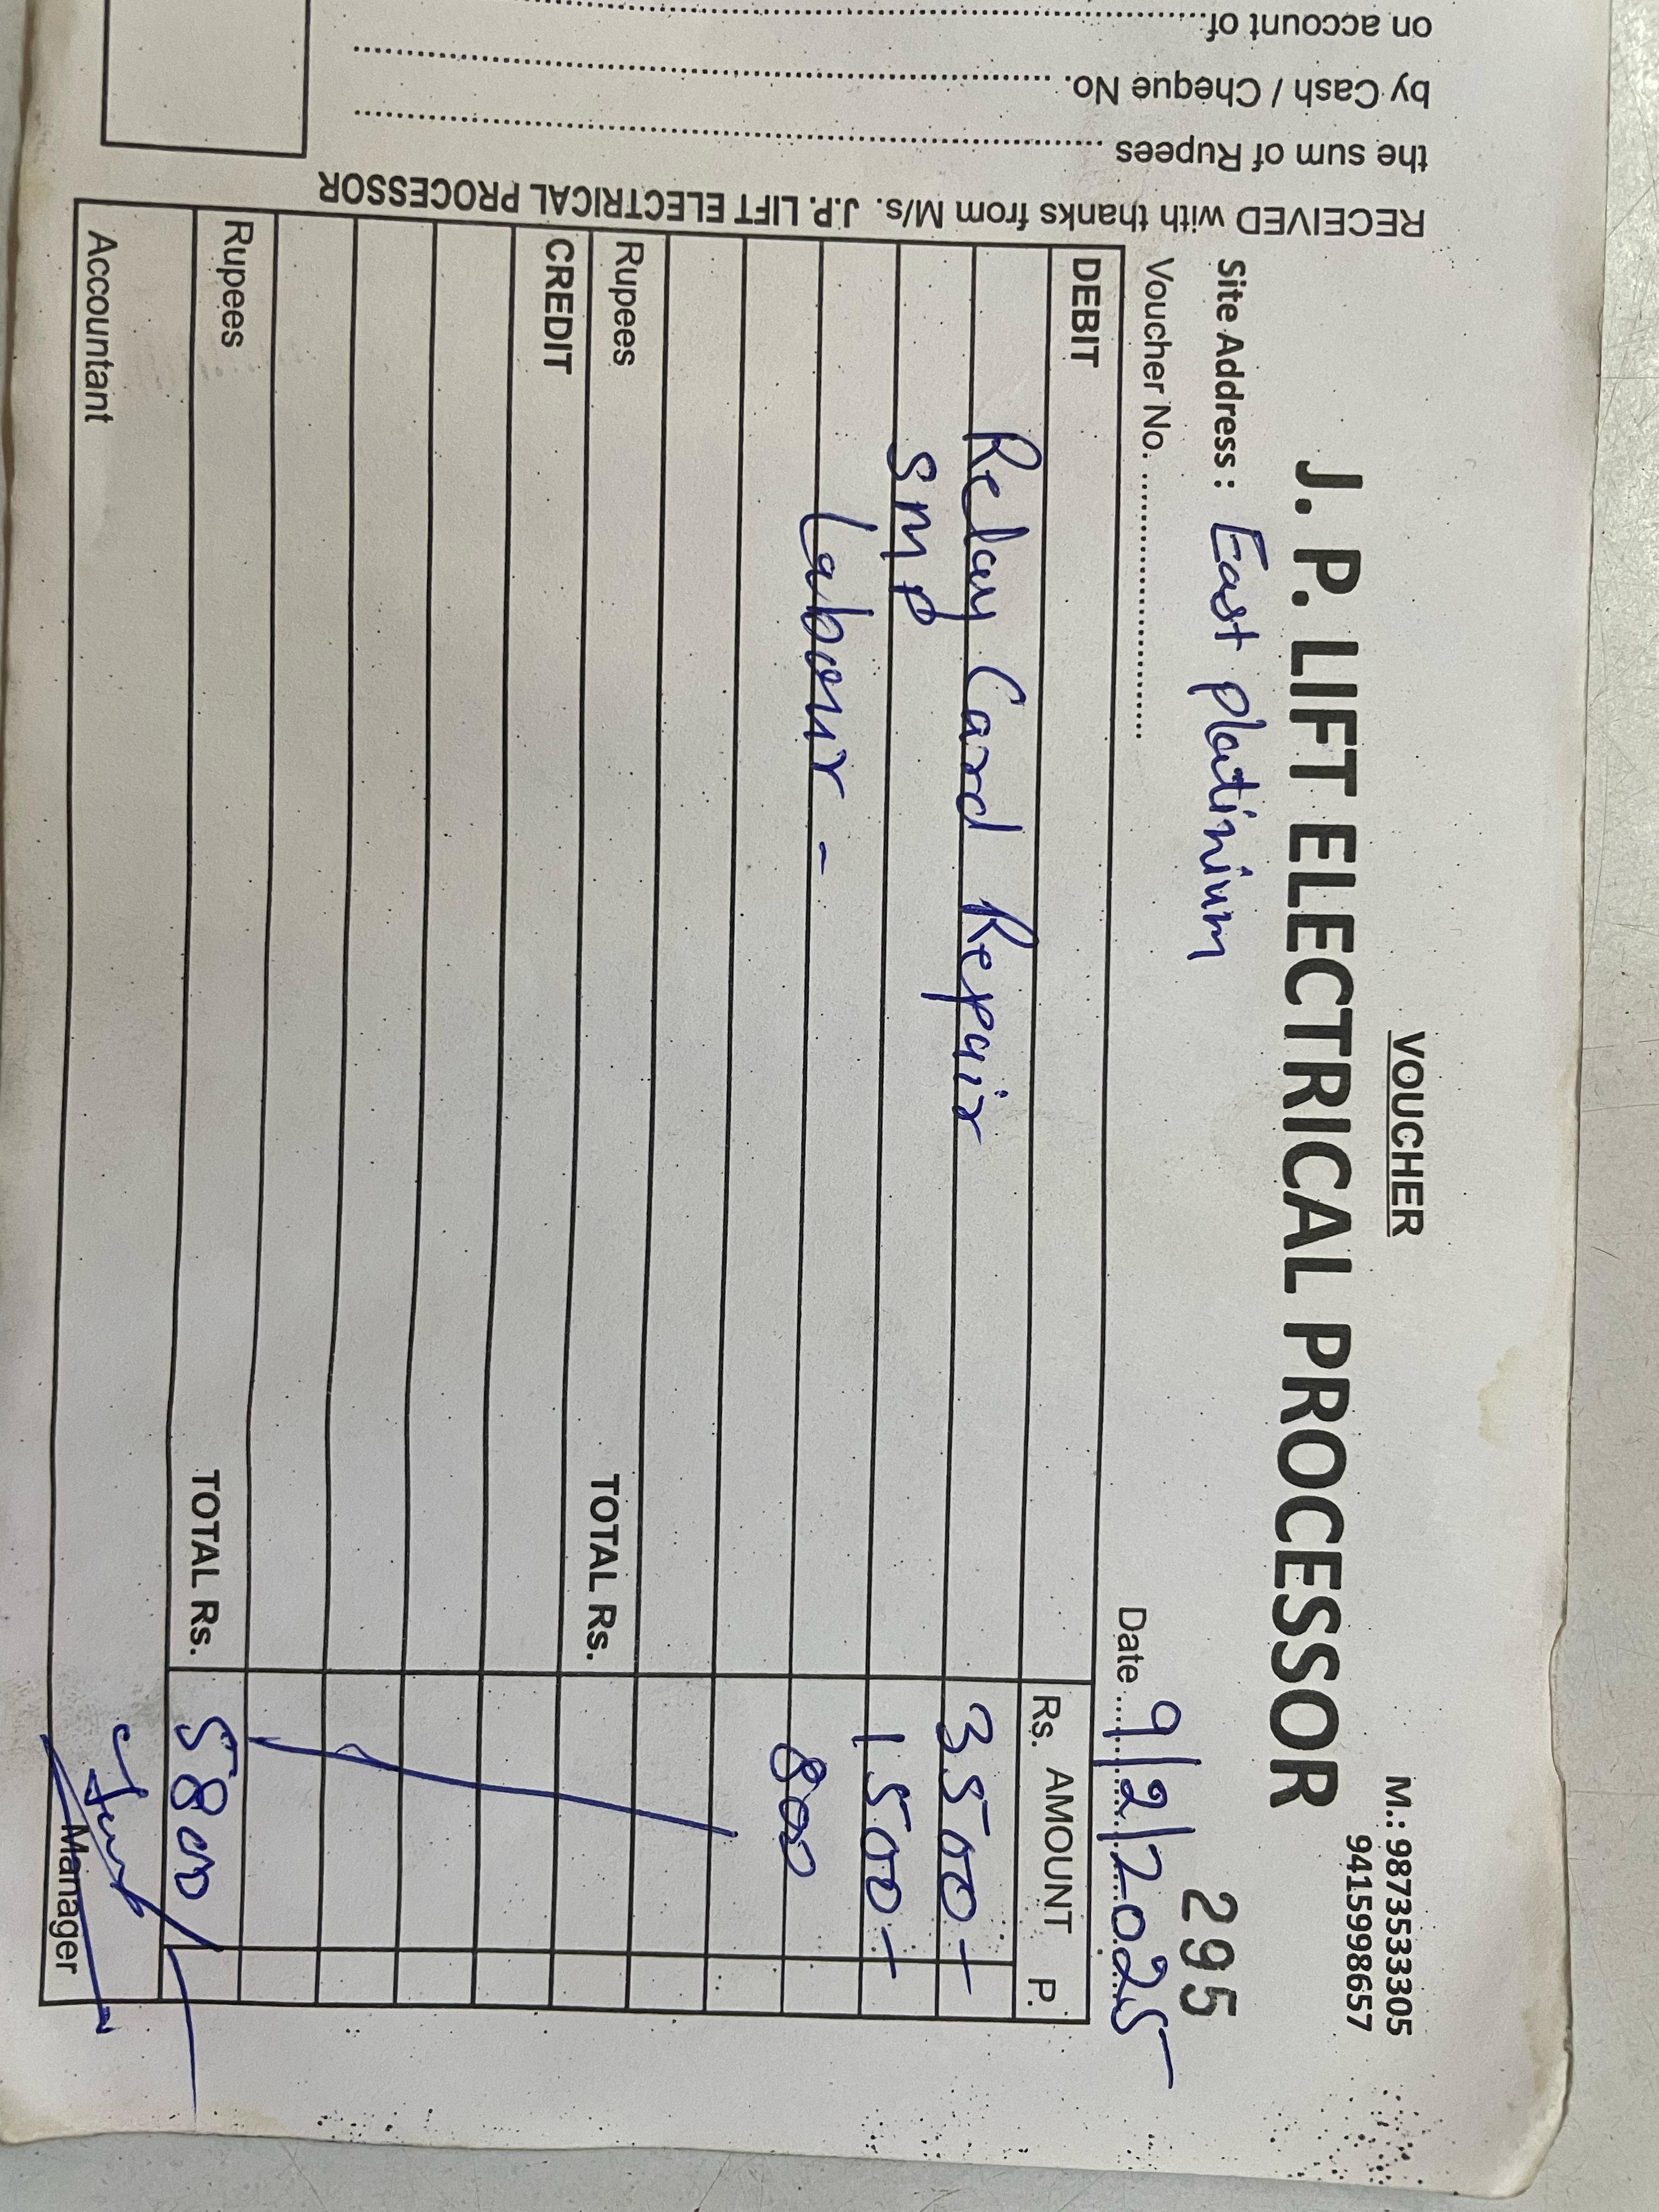 VOUCHER
M.: 9873533305
9415998657
J. P. LIFT ELECTRICAL PROCESSOR
295
Site Address : East platinium
Voucher No. ........................... Date ...9/2/2025
DEBIT Rs. AMOUNT P.
Relay Card Repair 3500 -
SMP 1500 -
Labour - 800
Rupees TOTAL Rs.
CREDIT
Rupees TOTAL Rs. 5800
Accountant Manager
RECEIVED with thanks from M/s. J.P. LIFT ELECTRICAL PROCESSOR
the sum of Rupees ...........................
by Cash / Cheque No. ...........................
on account of ...........................